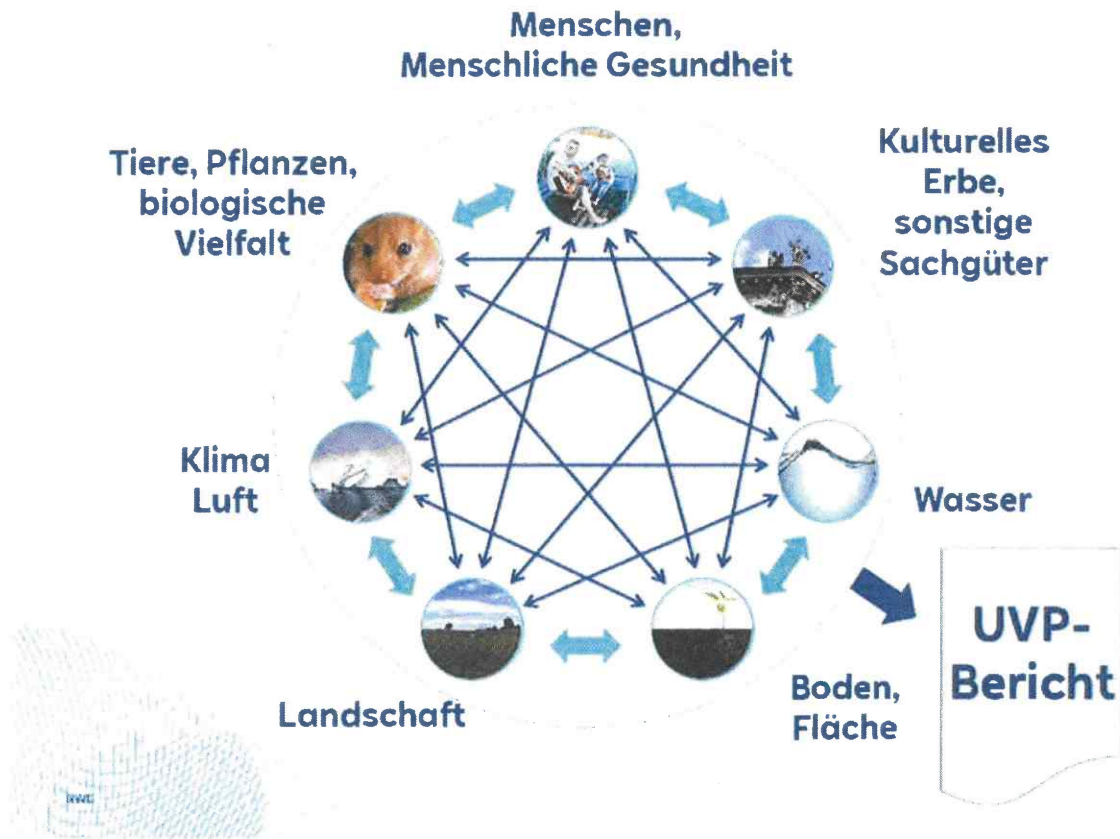 Menschen,
Menschliche Gesundheit
Tiere, Pflanzen,
biologische
Vielfalt
Kulturelles
Erbe,
sonstige
Sachgüter
Klima
Luft
Wasser
Landschaft
Boden,
Fläche
UVP-
Bericht